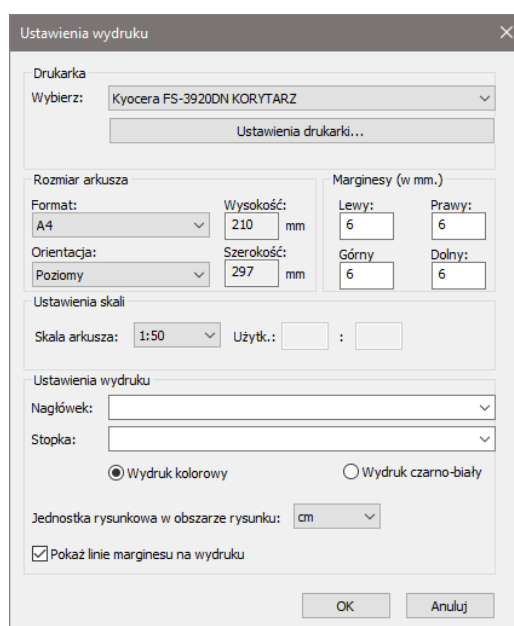 Ustawienia wydruku
Drukarka
Wybierz: Kyocera FS-3920DN KORYTARZ
Ustawienia drukarki...
Rozmiar arkusza
Format: Wysokość:
A4 210 mm
Orientacja: Szerokość:
Poziomy 297 mm
Marginesy (w mm.)
Lewy: Prawy:
6 6
Górny Dolny:
6 6
Ustawienia skali
Skala arkusza: 1:50 Użytk.: :
Ustawienia wydruku
Nagłówek:
Stopka:
Wydruk kolorowy Wydruk czarno-biały
Jednostka rysunkowa w obszarze rysunku: cm
Pokaż linie marginesu na wydruku
OK Anuluj